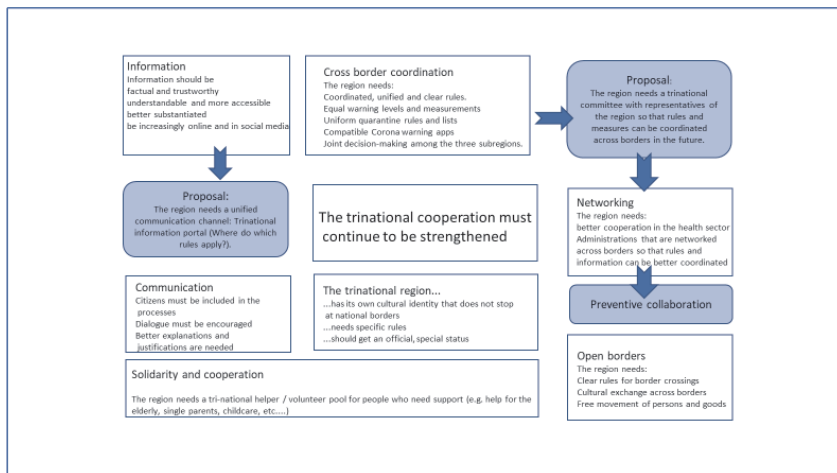 Information
Information should be
factual and trustworthy
understandable and more accessible
better substantiated
be increasingly online and in social media
Cross border coordination
The region needs:
Coordinated, unified and clear rules.
Equal warning levels and measurements
Uniform quarantine rules and lists
Compatible Corona warning apps
Joint decision-making among the three subregions.
Proposal:
The region needs a trinational
committee with representatives of
the region so that rules and
measures can be coordinated
across borders in the future.
Proposal:
The region needs a unified
communication channel: Trinational
information portal (Where do which
rules apply?).
The trinational cooperation must
continue to be strengthened
Networking
The region needs:
better cooperation in the health sector
Administrations that are networked
across borders so that rules and
information can be better coordinated
Communication
Citizens must be included in the
processes
Dialogue must be encouraged
Better explanations and
justifications are needed
The trinational region...
...has its own cultural identity that does not stop
at national borders
...needs specific rules
...should get an official, special status
Preventive collaboration
Solidarity and cooperation
The region needs a tri-national helper / volunteer pool for people who need support (e.g. help for the
elderly, single parents, childcare, etc....)
Open borders
The region needs:
Clear rules for border crossings
Cultural exchange across borders
Free movement of persons and goods